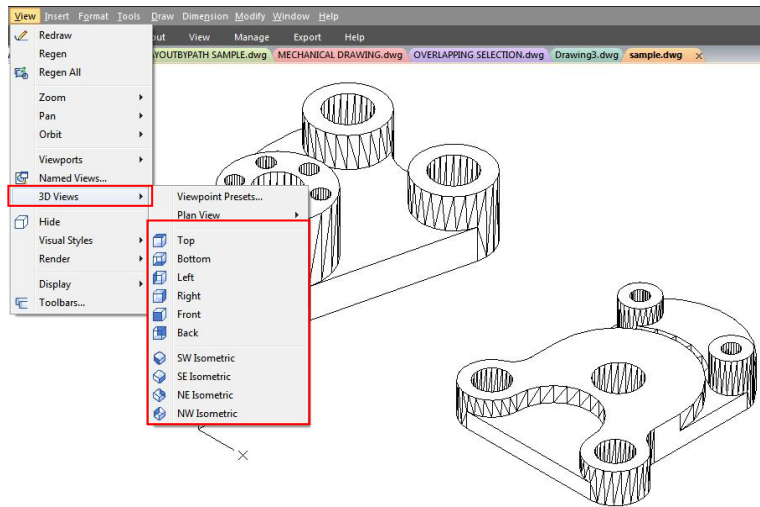 View Insert Format Tools Draw Dimension Modify Window Help
Redraw
out View Manage Export Help
Regen
YOUTBYPATH SAMPLE.dwg MECHANICAL DRAWING.dwg OVERLAPPING SELECTION.dwg Drawing3.dwg sample.dwg ×
Regen All
Zoom
Pan
Orbit
Viewports
Named Views...
3D Views
Viewpoint Presets...
Plan View
Hide
Visual Styles
Render
Display
Toolbars...
Top
Bottom
Left
Right
Front
Back
SW Isometric
SE Isometric
NE Isometric
NW Isometric
X